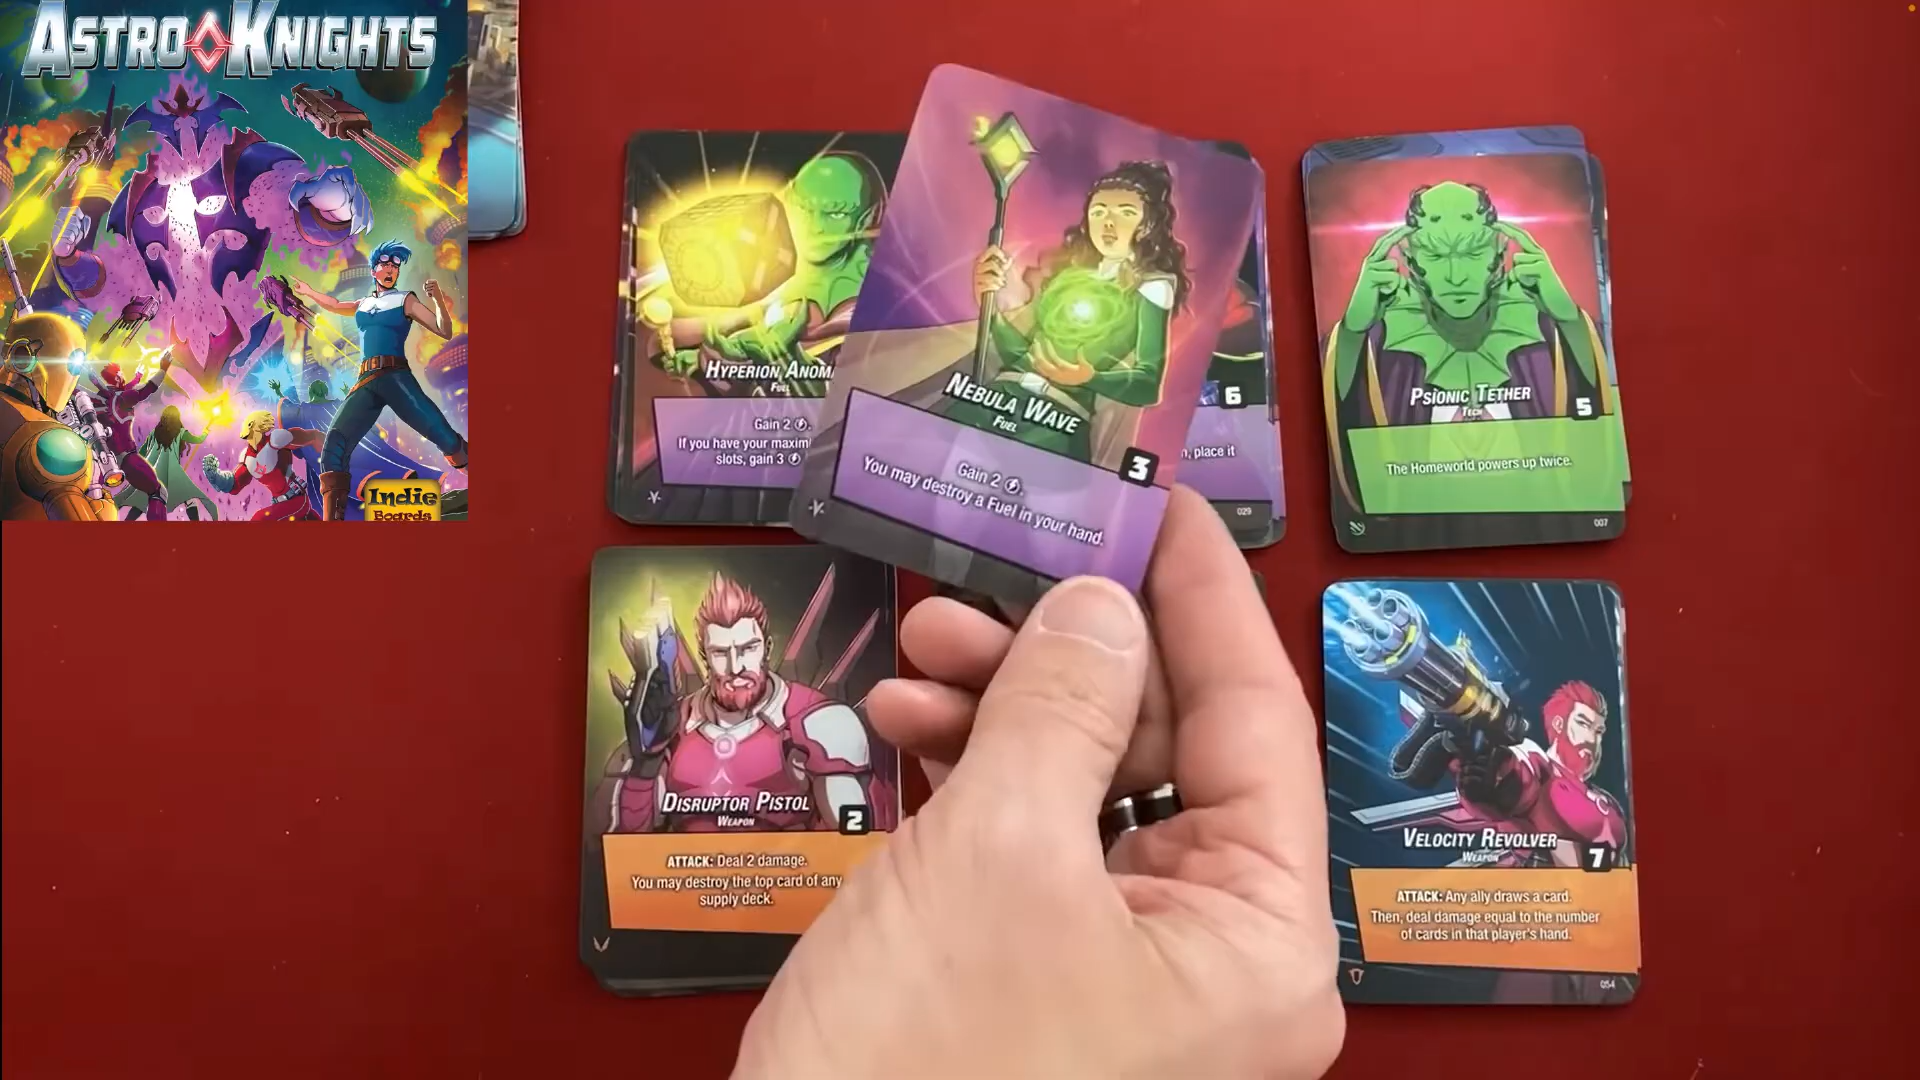 ASTRO KNIGHTS
Indie
Boards
HYPERION ANOM
FUEL
Gain 2
If you have your maxim
slots, gain 3
NEBULA WAVE
FUEL
3
Gain 2
You may destroy a Fuel in your hand.
6
n, place it
029
PSIONIC TETHER
TECH
5
The Homeworld powers up twice.
007
DISRUPTOR PISTOL
WEAPON
2
ATTACK: Deal 2 damage.
You may destroy the top card of any
supply deck.
VELOCITY REVOLVER
WEAPON
7
ATTACK: Any ally draws a card.
Then, deal damage equal to the number
of cards in that player's hand.
054